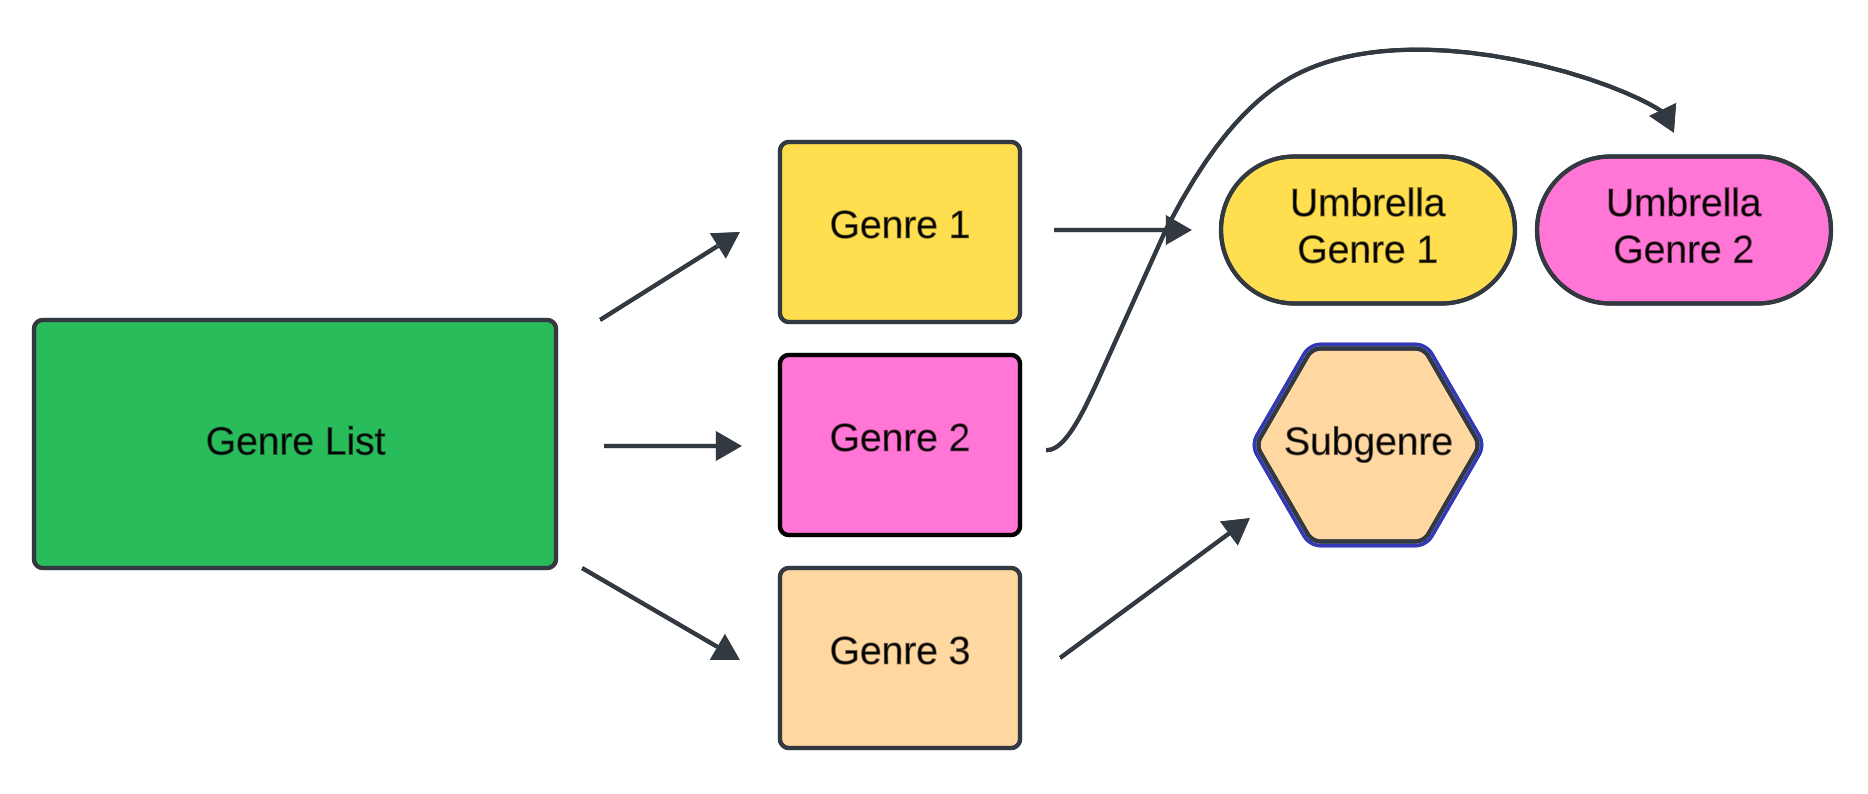 Genre List
Genre 1
Genre 2
Genre 3
Umbrella
Genre 1
Umbrella
Genre 2
Subgenre